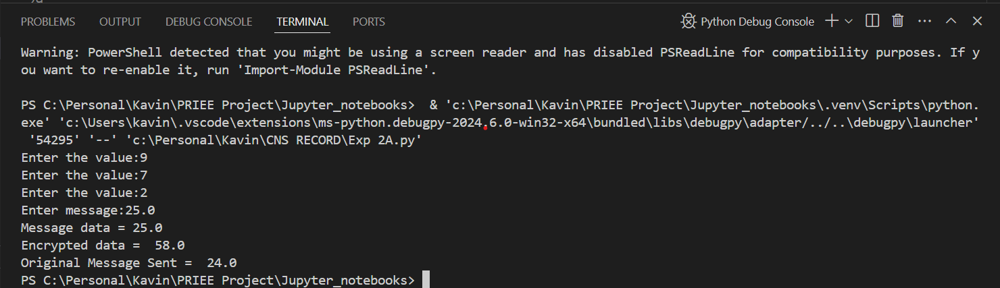 PROBLEMS OUTPUT DEBUG CONSOLE TERMINAL PORTS Python Debug Console
Warning: PowerShell detected that you might be using a screen reader and has disabled PSReadLine for compatibility purposes. If y
ou want to re-enable it, run 'Import-Module PSReadLine'.
PS C:\Personal\Kavin\PRIEE Project\Jupyter_notebooks>  & 'c:\Personal\Kavin\PRIEE Project\Jupyter_notebooks\.venv\Scripts\python.
exe' 'c:\Users\kavin\.vscode\extensions\ms-python.debugpy-2024.6.0-win32-x64\bundled\libs\debugpy\adapter/../..\debugpy\launcher'
 '54295' '--' 'c:\Personal\Kavin\CNS RECORD\Exp 2A.py'
Enter the value:9
Enter the value:7
Enter the value:2
Enter message:25.0
Message data = 25.0
Encrypted data =  58.0
Original Message Sent =  24.0
PS C:\Personal\Kavin\PRIEE Project\Jupyter_notebooks>